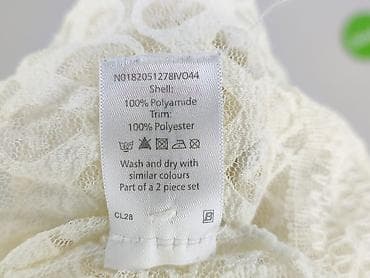 N0182051278IVO44
Shell:
100% Polyamide
Trim:
100% Polyester
Wash and dry with
similar colours
Part of a 2 piece set
CL28
B